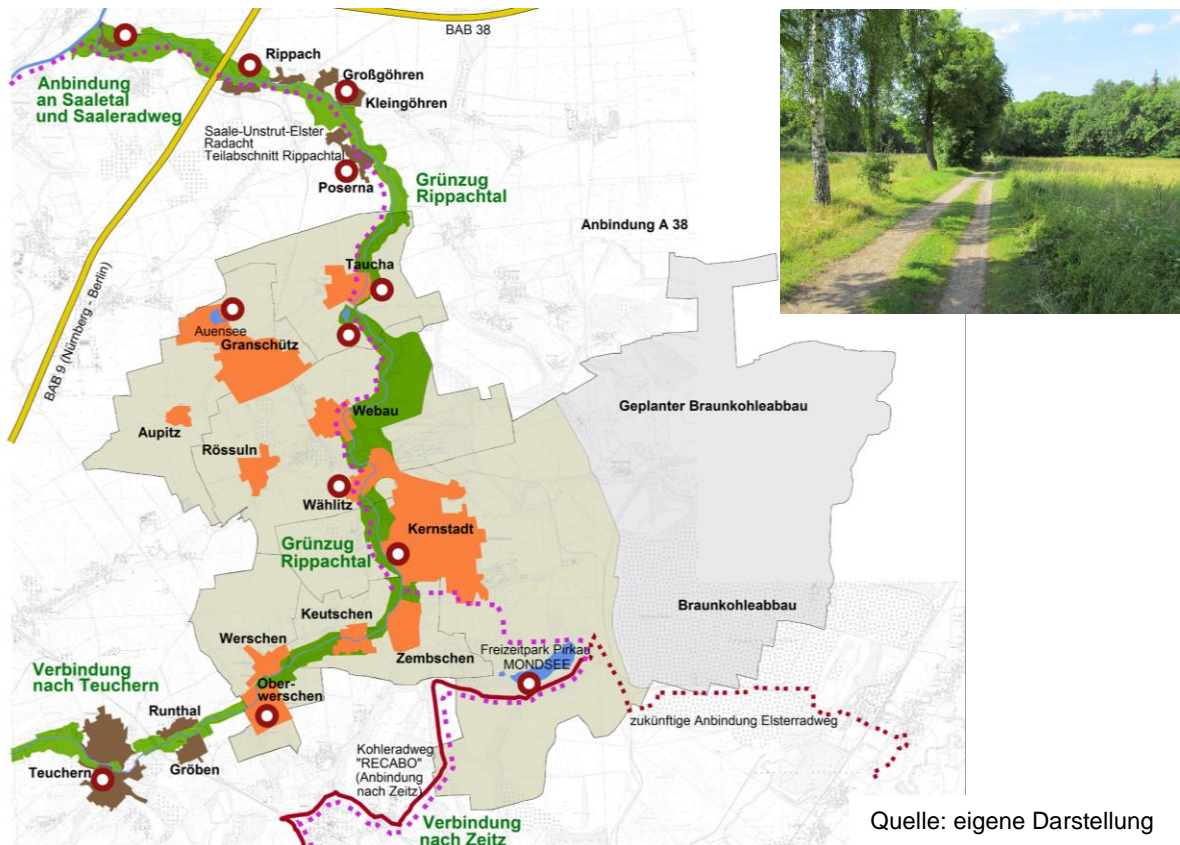 BAB 38
Rippach
Großgöhren
Kleingöhren
Anbindung
an Saaletal
und Saaleradweg
Saale-Unstrut-Elster
Radacht
Teilabschnitt Rippachtal
Poserna
Grünzug
Rippachtal
Anbindung A 38
BAB 9 (Nürnberg - Berlin)
Taucha
Auensee
Granschütz
Webau
Geplanter Braunkohleabbau
Aupitz
Rössuln
Wählitz
Kernstadt
Grünzug
Rippachtal
Braunkohleabbau
Keutschen
Werschen
Zembschen
Freizeitpark Pirkau
MONDSEE
Verbindung
nach Teuchern
Ober-
werschen
Runthal
zukünftige Anbindung Elsterradweg
Gröben
Teuchern
Kohleradweg
"RECABO"
(Anbindung
nach Zeitz)
Verbindung
nach Zeitz
Quelle: eigene Darstellung